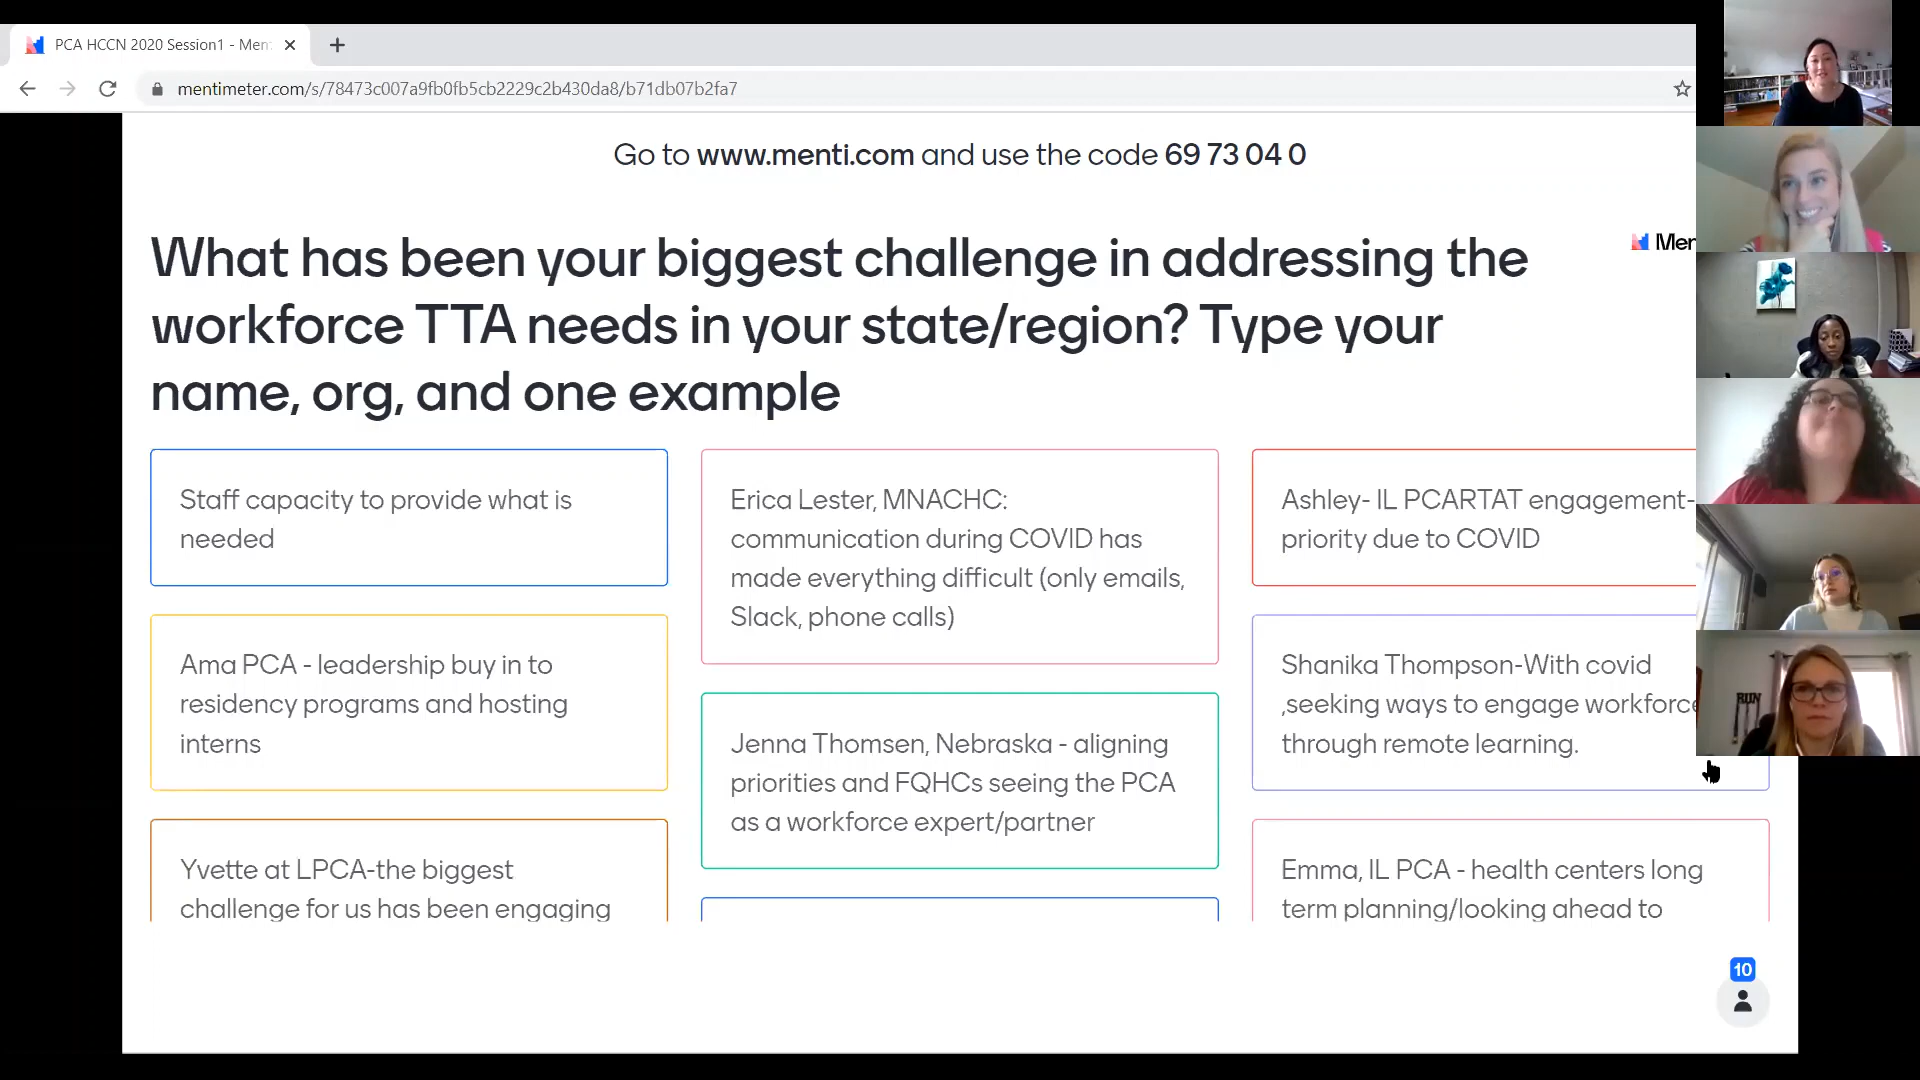 PCA HCCN 2020 Session1 - Men
mentimeter.com/s/78473c007a9fb0fb5cb2229c2b430da8/b71db07b2fa7
Go to www.menti.com and use the code 69 73 04 0
What has been your biggest challenge in addressing the
workforce TTA needs in your state/region? Type your
name, org, and one example
Men
Staff capacity to provide what is
needed
Ama PCA - leadership buy in to
residency programs and hosting
interns
Yvette at LPCA-the biggest
challenge for us has been engaging
Erica Lester, MNACHC:
communication during COVID has
made everything difficult (only emails,
Slack, phone calls)
Jenna Thomsen, Nebraska - aligning
priorities and FQHCs seeing the PCA
as a workforce expert/partner
Ashley- IL PCARTAT engagement-
priority due to COVID
Shanika Thompson-With covid
,seeking ways to engage workforce
through remote learning.
Emma, IL PCA - health centers long
term planning/looking ahead to
10
RUN